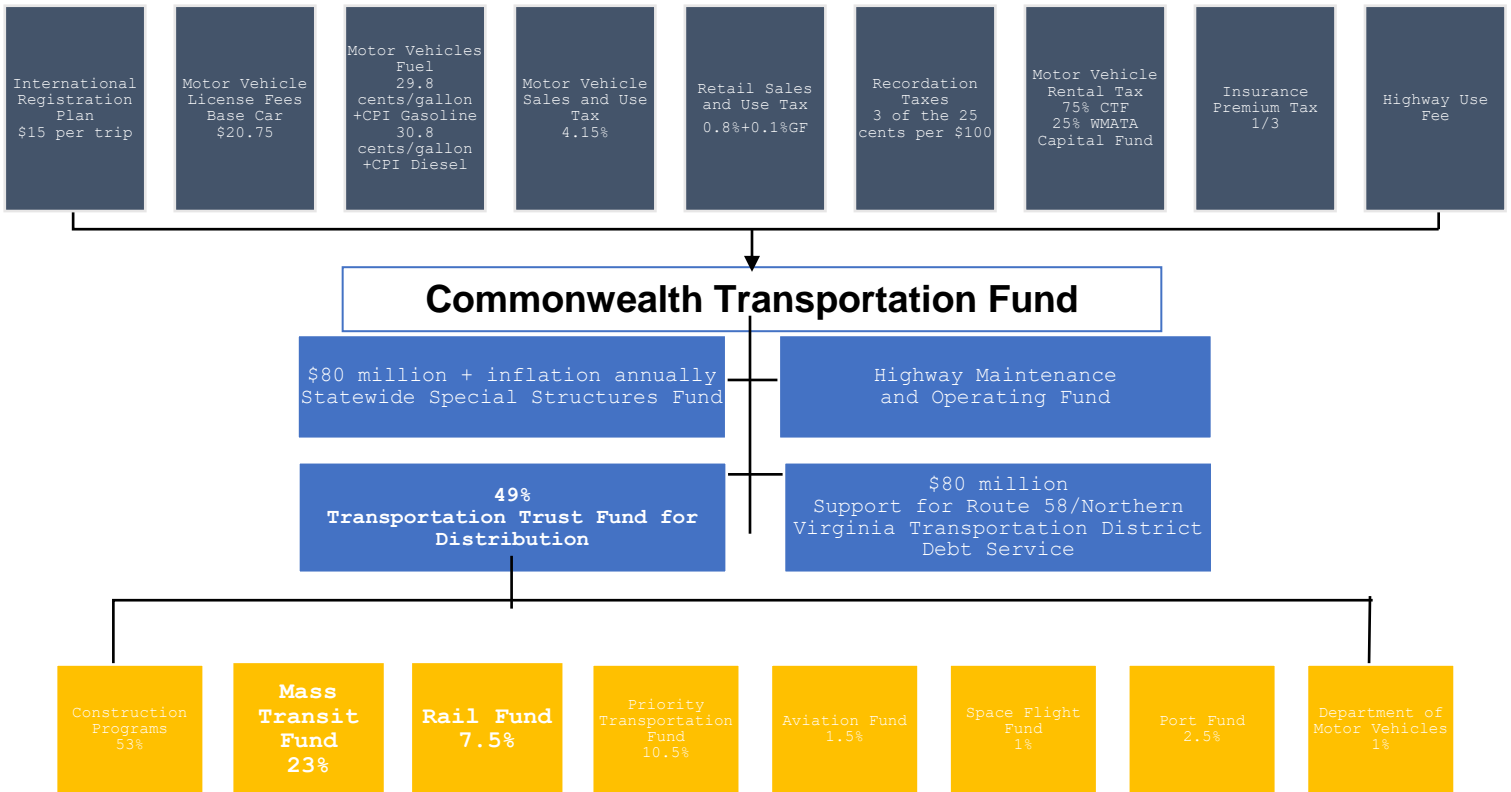 International
Registration
Plan
$15 per trip
Motor Vehicle
License Fees
Base Car
$20.75
Motor Vehicles
Fuel
29.8
cents/gallon
+CPI Gasoline
30.8
cents/gallon
+CPI Diesel
Motor Vehicle
Sales and Use
Tax
4.15%
Retail Sales
and Use Tax
0.8%+0.1%GF
Recordation
Taxes
3 of the 25
cents per $100
Motor Vehicle
Rental Tax
75% CTF
25% WMATA
Capital Fund
Insurance
Premium Tax
1/3
Highway Use
Fee
Commonwealth Transportation Fund
$80 million + inflation annually
Statewide Special Structures Fund
Highway Maintenance
and Operating Fund
49%
Transportation Trust Fund for
Distribution
$80 million
Support for Route 58/Northern
Virginia Transportation District
Debt Service
Construction
Programs
53%
Mass
Transit
Fund
23%
Rail Fund
7.5%
Priority
Transportation
Fund
10.5%
Aviation Fund
1.5%
Space Flight
Fund
1%
Port Fund
2.5%
Department of
Motor Vehicles
1%